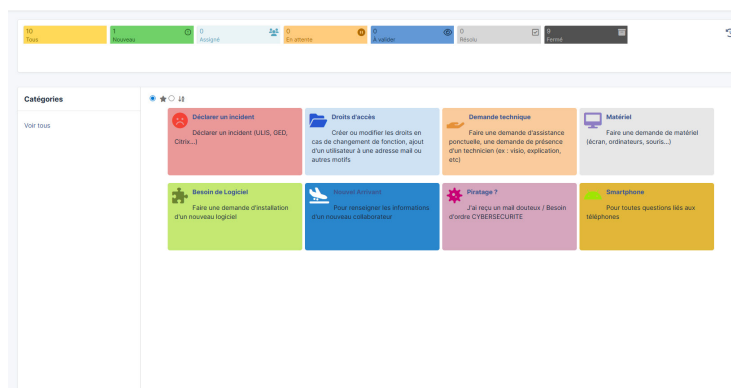 10
Tous
1
Nouveau
0
Assigné
0
En attente
0
À valider
0
Résolu
9
Fermé
Catégories
Voir tous
Déclarer un incident
Déclarer un incident (ULIS, GED,
Citrix...)
Droits d'accès
Créer ou modifier les droits en
cas de changement de fonction, ajout
d'un utilisateur à une adresse mail ou
autres motifs
Demande technique
Faire une demande d'assistance
ponctuelle, une demande de présence
d'un technicien (ex : visio, explication,
etc)
Matériel
Faire une demande de matériel
(écran, ordinateurs, souris...)
Besoin de Logiciel
Faire une demande d'installation
d'un nouveau logiciel
Nouvel Arrivant
Pour renseigner les Informations
d'un nouveau collaborateur
Piratage ?
J'ai reçu un mail douteux / Besoin
d'ordre CYBERSECURITE
Smartphone
Pour toutes questions liés aux
téléphones